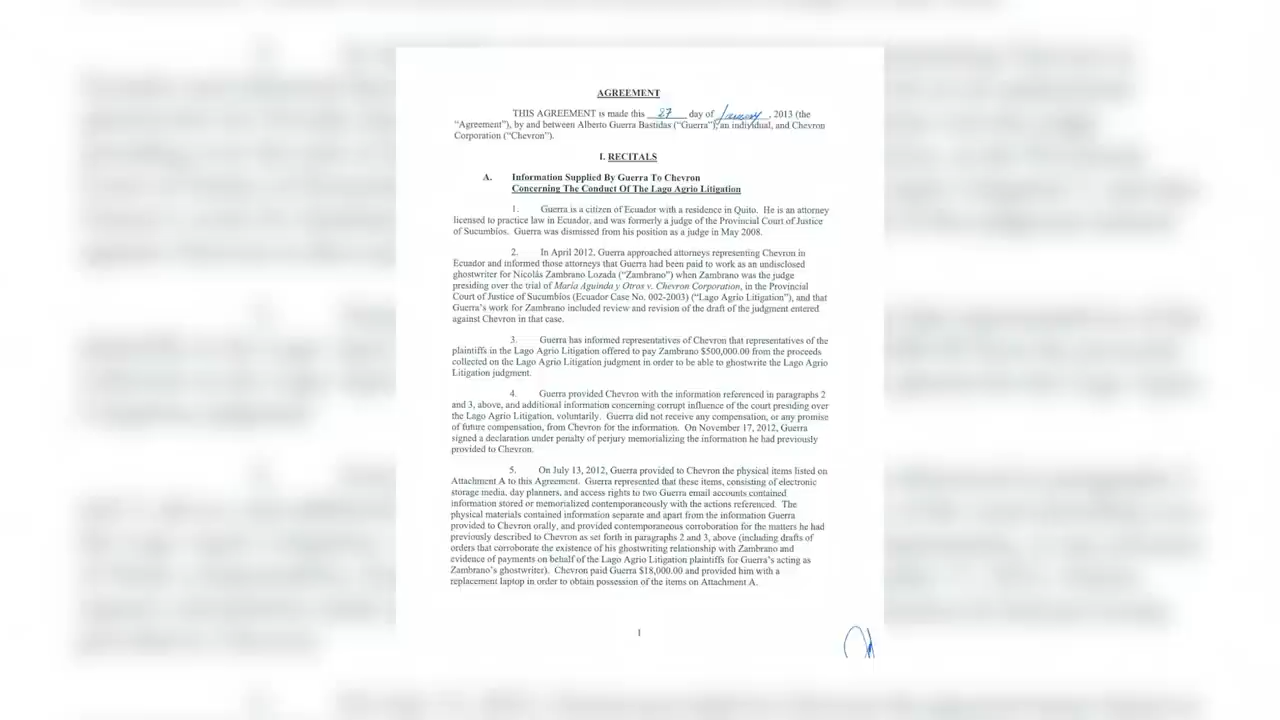 AGREEMENT
THIS AGREEMENT is made this 27 day of January, 2013 (the
“Agreement”), by and between Alberto Guerra Bastidas (“Guerra”), an individual, and Chevron
Corporation (“Chevron”).
I. RECITALS
A. Information Supplied By Guerra To Chevron
Concerning The Conduct Of The Lago Agrio Litigation
1. Guerra is a citizen of Ecuador with a residence in Quito. He is an attorney
licensed to practice law in Ecuador, and was formerly a judge of the Provincial Court of Justice
of Sucumbíos. Guerra was dismissed from his position as a judge in May 2008.
2. In April 2012, Guerra approached attorneys representing Chevron in
Ecuador and informed those attorneys that Guerra had been paid to work as an undisclosed
ghostwriter for Nicolás Zambrano Lozada (“Zambrano”) when Zambrano was the judge
presiding over the trial of María Aguinda y Otros v. Chevron Corporation, in the Provincial
Court of Justice of Sucumbíos (Ecuador Case No. 002-2003) (“Lago Agrio Litigation”), and that
Guerra’s work for Zambrano included review and revision of the draft of the judgment entered
against Chevron in that case.
3. Guerra has informed representatives of Chevron that representatives of the
plaintiffs in the Lago Agrio Litigation offered to pay Zambrano $500,000.00 from the proceeds
collected on the Lago Agrio Litigation judgment in order to be able to ghostwrite the Lago Agrio
Litigation judgment.
4. Guerra provided Chevron with the information referenced in paragraphs 2
and 3, above, and additional information concerning corrupt influence of the court presiding over
the Lago Agrio Litigation, voluntarily. Guerra did not receive any compensation, or any promise
of future compensation, from Chevron for the information. On November 17, 2012, Guerra
signed a declaration under penalty of perjury memorializing the information he had previously
provided to Chevron.
5. On July 13, 2012, Guerra provided to Chevron the physical items listed on
Attachment A to this Agreement. Guerra represented that these items, consisting of electronic
storage media, day planners, and access rights to two Guerra email accounts contained
information stored or memorialized contemporaneously with the actions referenced. The
physical materials contained information separate and apart from the information Guerra
provided to Chevron orally, and provided contemporaneous corroboration for the matters he had
previously described to Chevron as set forth in paragraphs 2 and 3, above (including drafts of
orders that corroborate the existence of his ghostwriting relationship with Zambrano and
evidence of payments on behalf of the Lago Agrio Litigation plaintiffs for Guerra’s acting as
Zambrano’s ghostwriter). Chevron paid Guerra $18,000.00 and provided him with a
replacement laptop in order to obtain possession of the items on Attachment A.
1